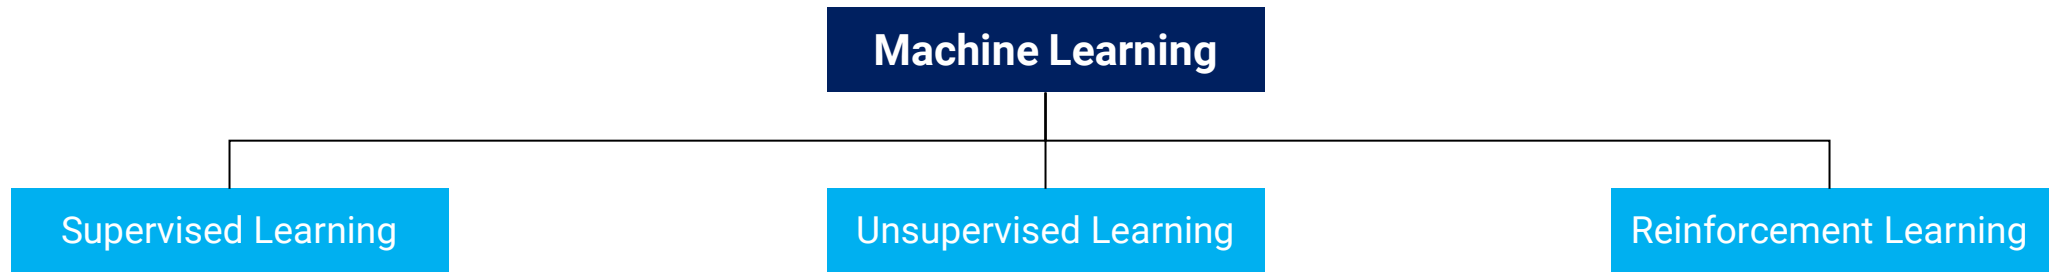 Machine Learning
Supervised Learning
Unsupervised Learning
Reinforcement Learning